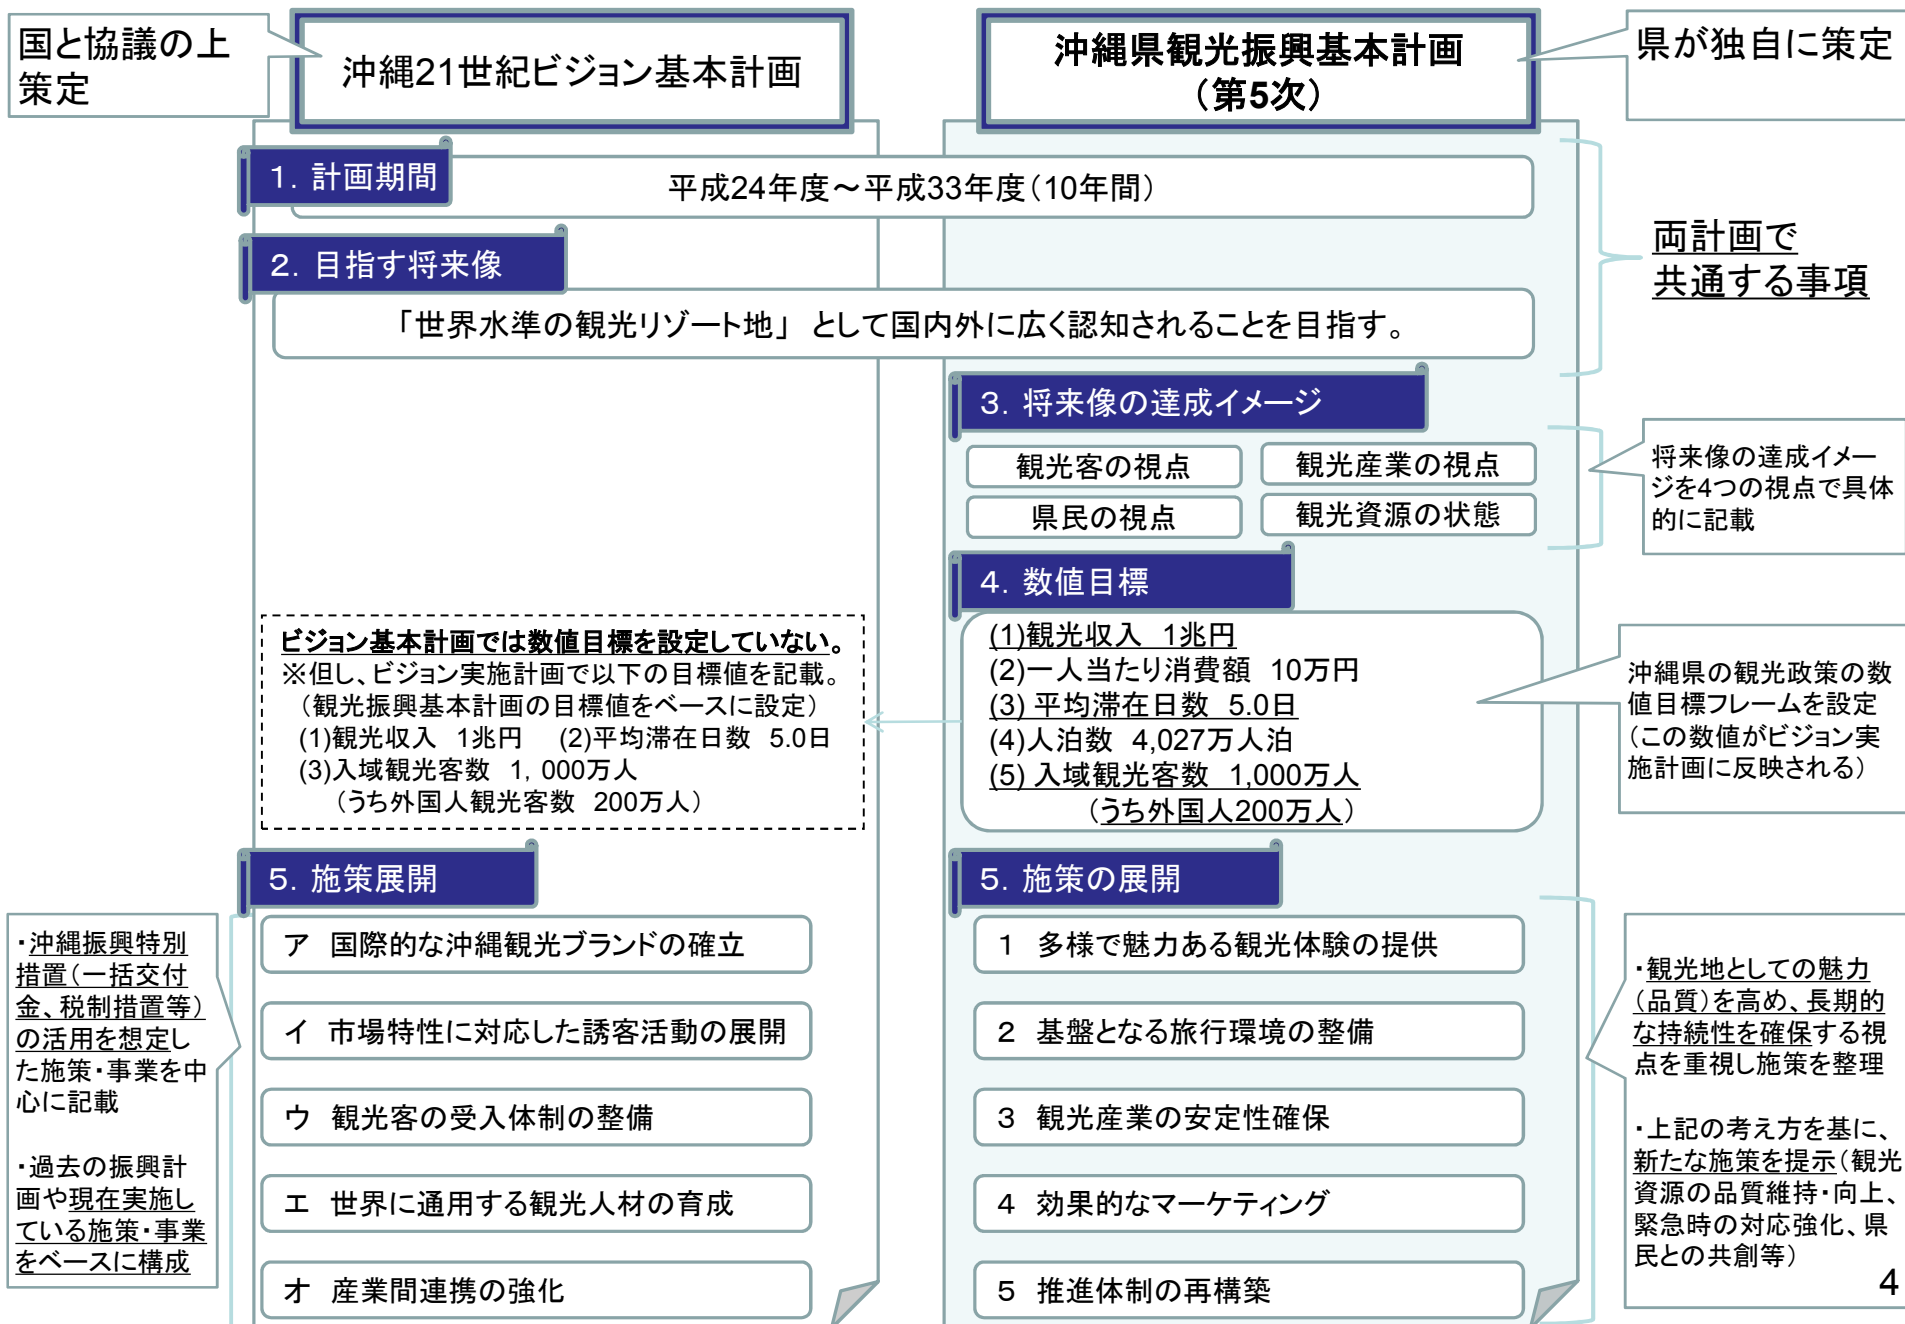 国と協議の上
策定
沖縄21世紀ビジョン基本計画
沖縄県観光振興基本計画
（第5次）
県が独自に策定
１．計画期間
平成24年度～平成33年度（10年間）
２．目指す将来像
「世界水準の観光リゾート地」 として国内外に広く認知されることを目指す。
両計画で
共通する事項
３．将来像の達成イメージ
観光客の視点
観光産業の視点
県民の視点
観光資源の状態
将来像の達成イメー
ジを4つの視点で具体
的に記載
４．数値目標
(1)観光収入 1兆円
(2)一人当たり消費額 10万円
(3) 平均滞在日数 5.0日
(4)人泊数 4,027万人泊
(5) 入域観光客数 1,000万人
（うち外国人200万人）
沖縄県の観光政策の数
値目標フレームを設定
（この数値がビジョン実
施計画に反映される）
ビジョン基本計画では数値目標を設定していない。
※但し、ビジョン実施計画で以下の目標値を記載。
（観光振興基本計画の目標値をベースに設定）
(1)観光収入 1兆円 (2)平均滞在日数 5.0日
(3)入域観光客数 1，000万人
（うち外国人観光客数 200万人）
５．施策展開
ア 国際的な沖縄観光ブランドの確立
イ 市場特性に対応した誘客活動の展開
ウ 観光客の受入体制の整備
エ 世界に通用する観光人材の育成
オ 産業間連携の強化
・沖縄振興特別
措置（一括交付
金、税制措置等）
の活用を想定し
た施策・事業を中
心に記載
・過去の振興計
画や現在実施し
ている施策・事業
をベースに構成
５．施策の展開
１ 多様で魅力ある観光体験の提供
２ 基盤となる旅行環境の整備
３ 観光産業の安定性確保
４ 効果的なマーケティング
５ 推進体制の再構築
・観光地としての魅力
（品質）を高め、長期的
な持続性を確保する視
点を重視し施策を整理
・上記の考え方を基に、
新たな施策を提示（観光
資源の品質維持・向上、
緊急時の対応強化、県
民との共創等）
4